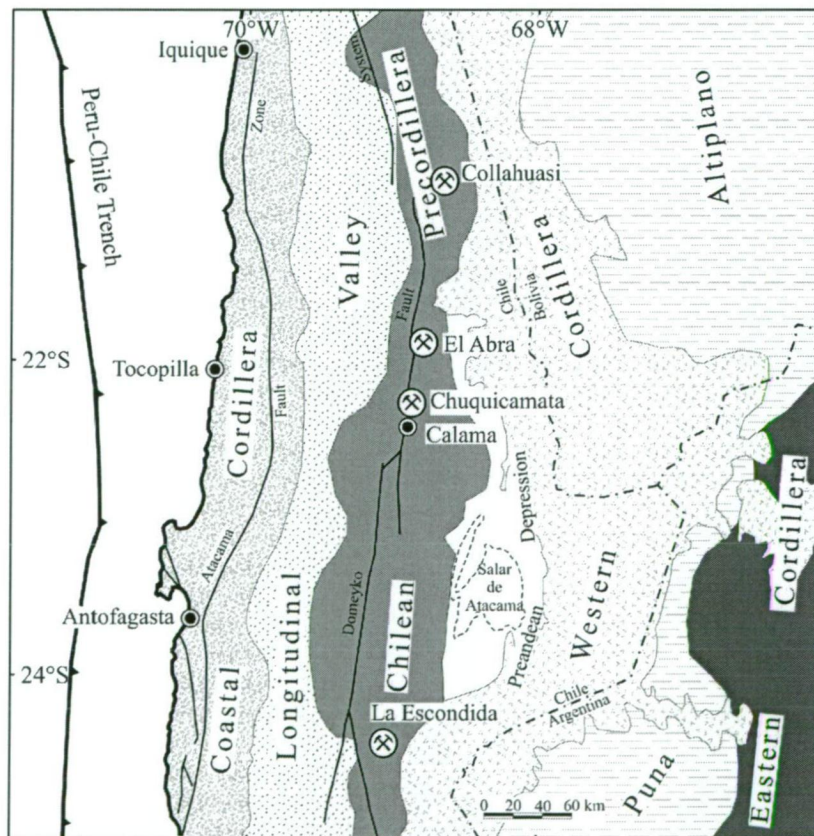 70°W
68°W
Iquique
System
Zone
Peru-Chile Trench
Precordillera
Collahuasi
Altiplano
Valley
Cordillera
Chile
Bolivia
Fault
El Abra
22°S
Tocopilla
Cordillera
Fault
Chuquicamata
Calama
Depression
Cordillera
Atacama
Salar
de
Atacama
Western
Antofagasta
Longitudinal
Domeyko
Chilean
Preandean
24°S
Coastal
La Escondida
Chile
Argentina
Puna
Eastern
0 20 40 60 km